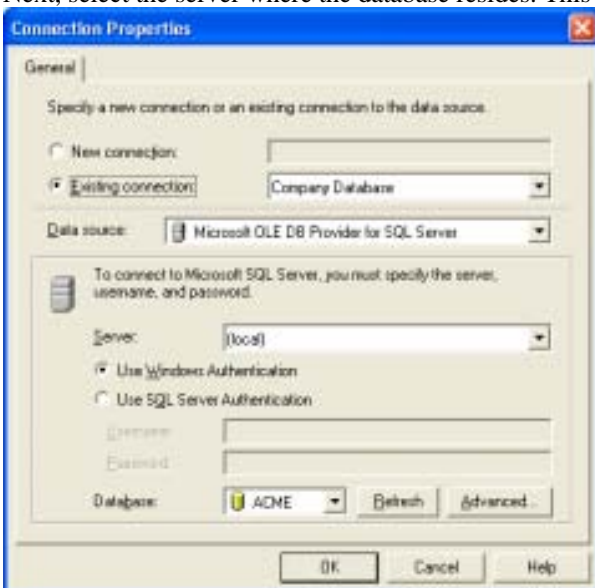 Next, select the server where the database resides. This
Connection Properties
General
Specify a new connection or an existing connection to the data source.
New connection:
Existing connection: Company Database
Data source: Microsoft OLE DB Provider for SQL Server
To connect to Microsoft SQL Server, you must specify the server,
username, and password.
Server: (local)
Use Windows Authentication
Use SQL Server Authentication
Username:
Password:
Database: ACME Refresh Advanced...
OK Cancel Help